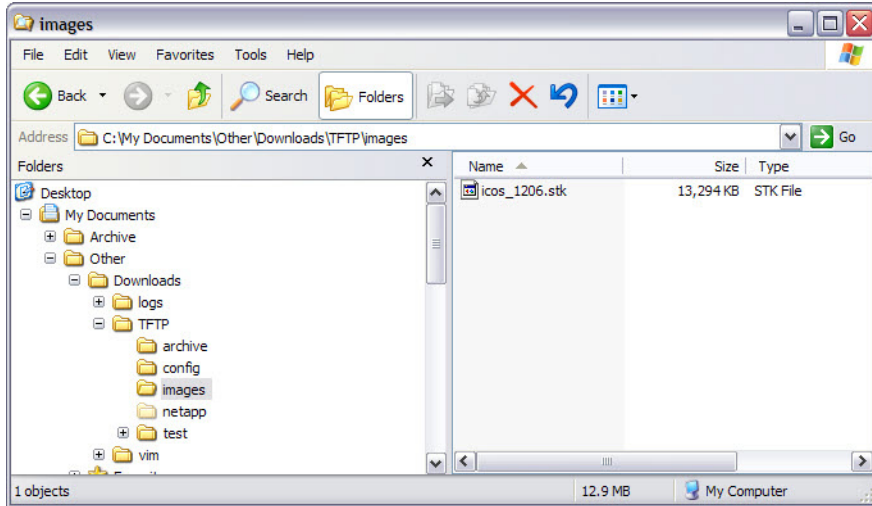 images
File Edit View Favorites Tools Help
Back Search Folders
Address C:\My Documents\Other\Downloads\TFTP\images Go
Folders x Name Size Type
Desktop icos_1206.stk 13,294 KB STK File
My Documents
Archive
Other
Downloads
logs
TFTP
archive
config
images
netapp
test
vim
1 objects 12.9 MB My Computer